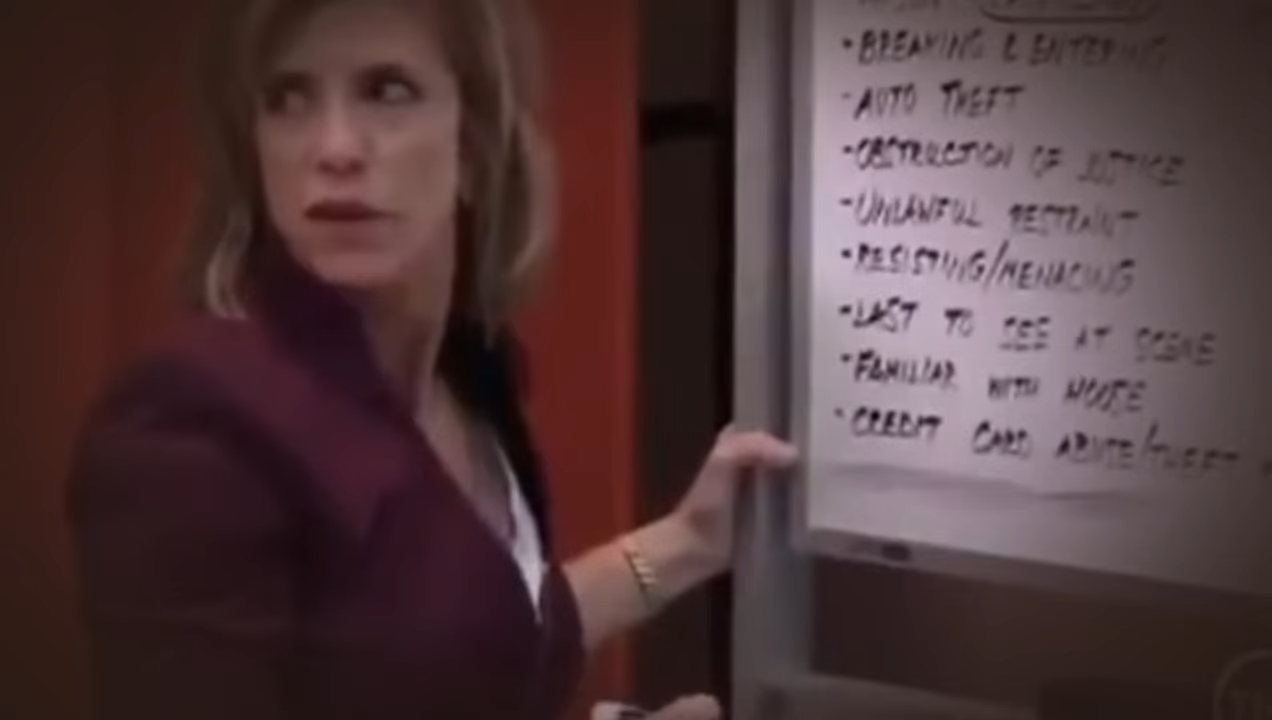 -BREAKING & ENTERING
-AUTO THEFT
-OBSTRUCTION OF JUSTICE
-UNLAWFUL RESTRAINT
-RESISTING/MENACING
-LAST TO SEE AT SCENE
-FAMILIAR WITH HOUSE
-CREDIT CARD ABUSE/THEFT